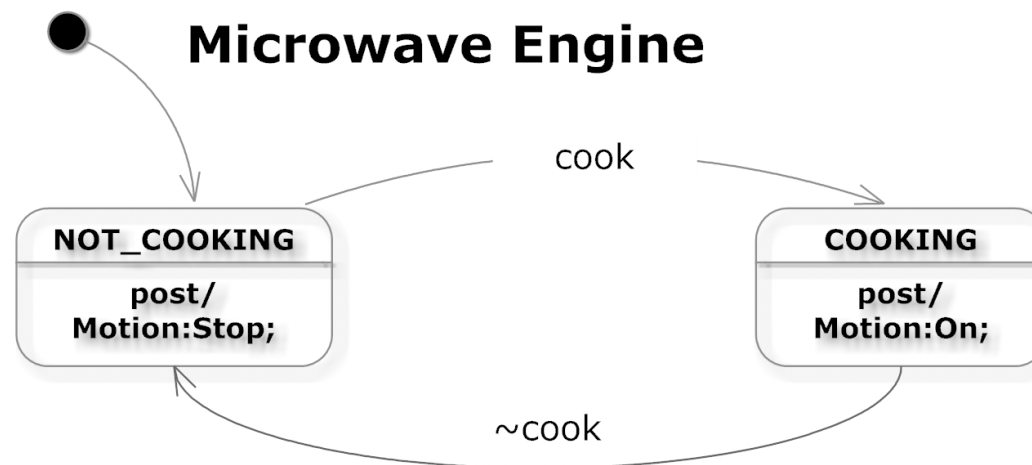 Microwave Engine
cook
NOT_COOKING
post/
Motion:Stop;
COOKING
post/
Motion:On;
~cook